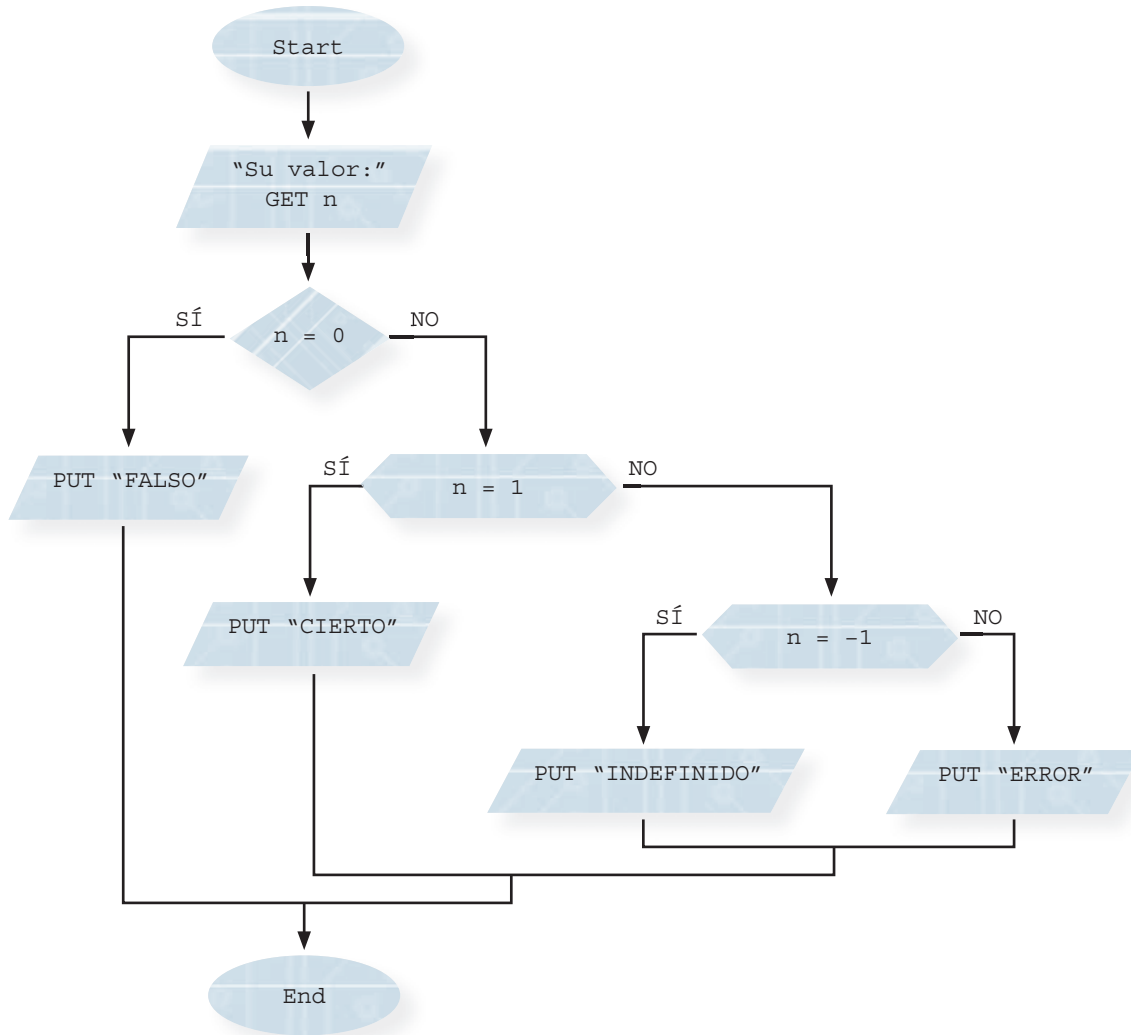 Start
“Su valor:”
GET n
SÍ
NO
n = 0
PUT “FALSO”
SÍ
NO
n = 1
PUT “CIERTO”
SÍ
NO
n = –1
PUT “INDEFINIDO”
PUT “ERROR”
End